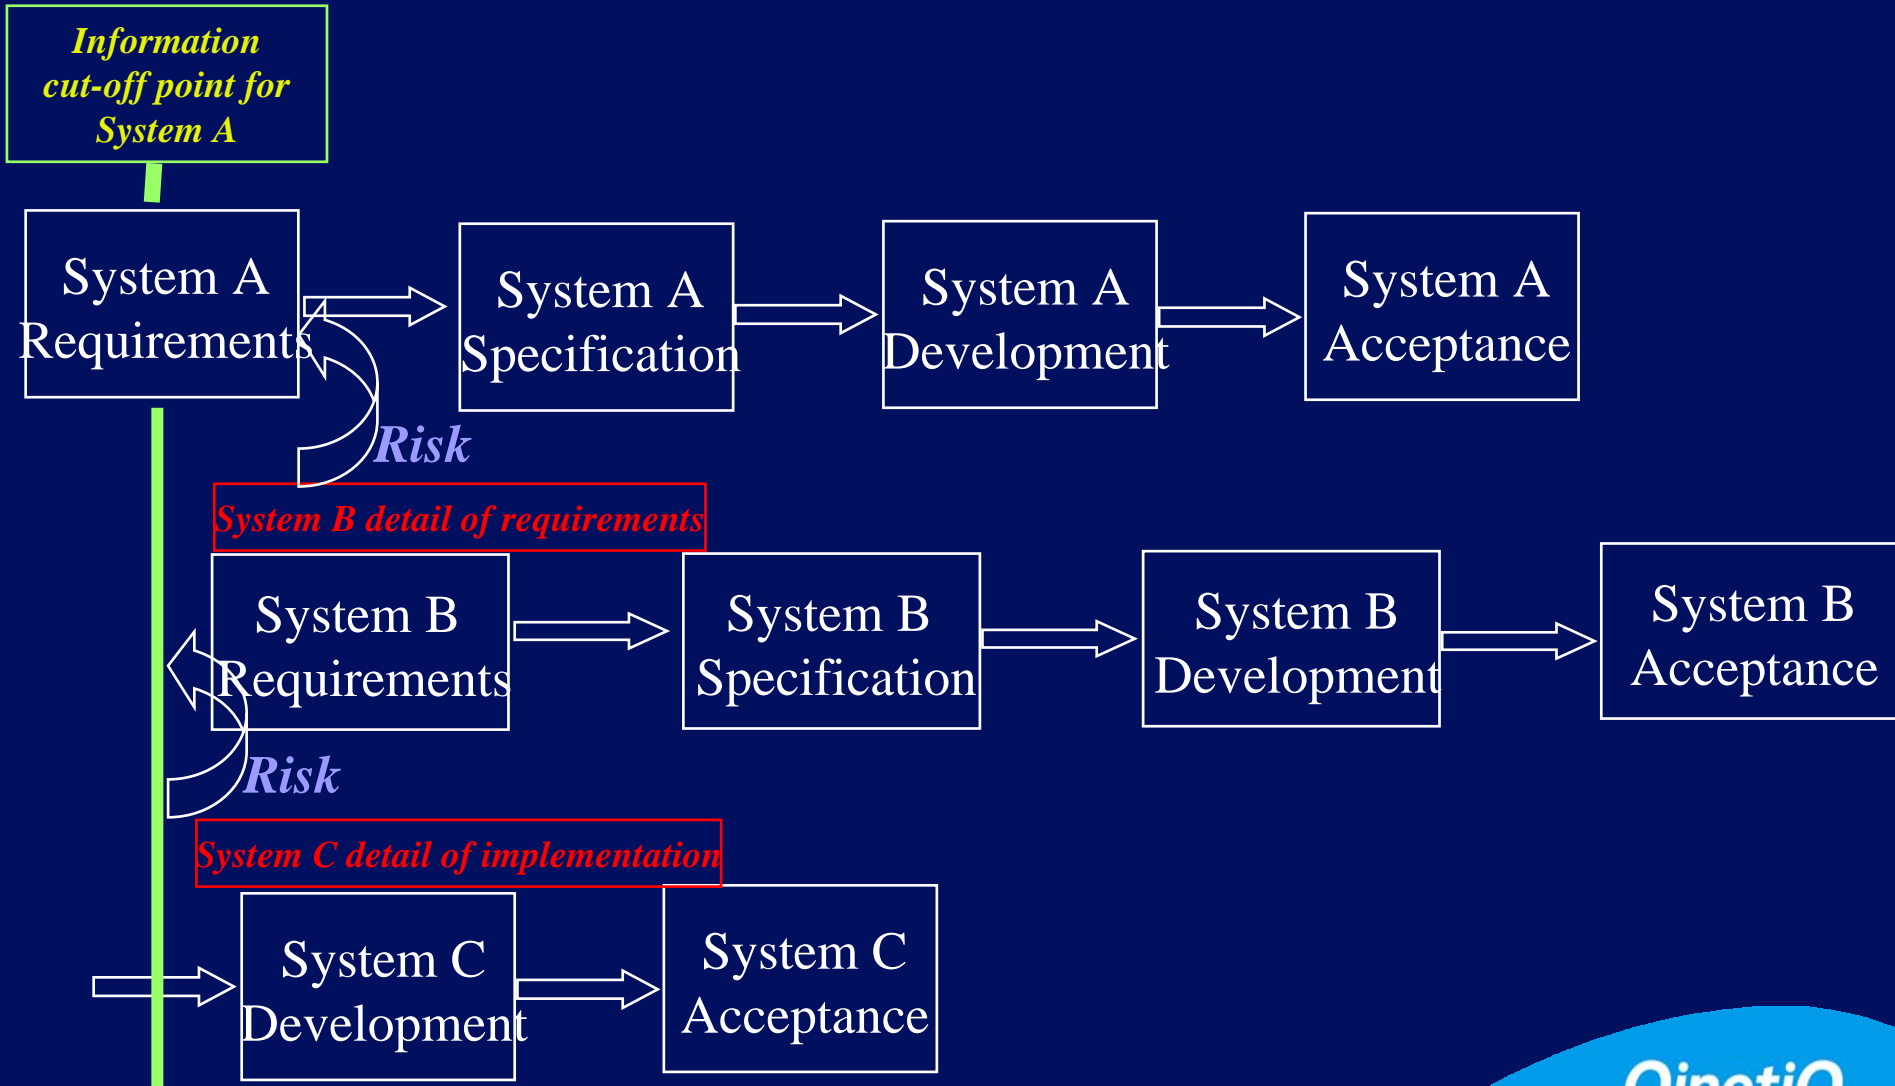 Information
cut-off point for
System A
System A
Requirements
System A
Specification
System A
Development
System A
Acceptance
Risk
System B detail of requirements
System B
Requirements
System B
Specification
System B
Development
System B
Acceptance
Risk
System C detail of implementation
System C
Development
System C
Acceptance
QinetiQ